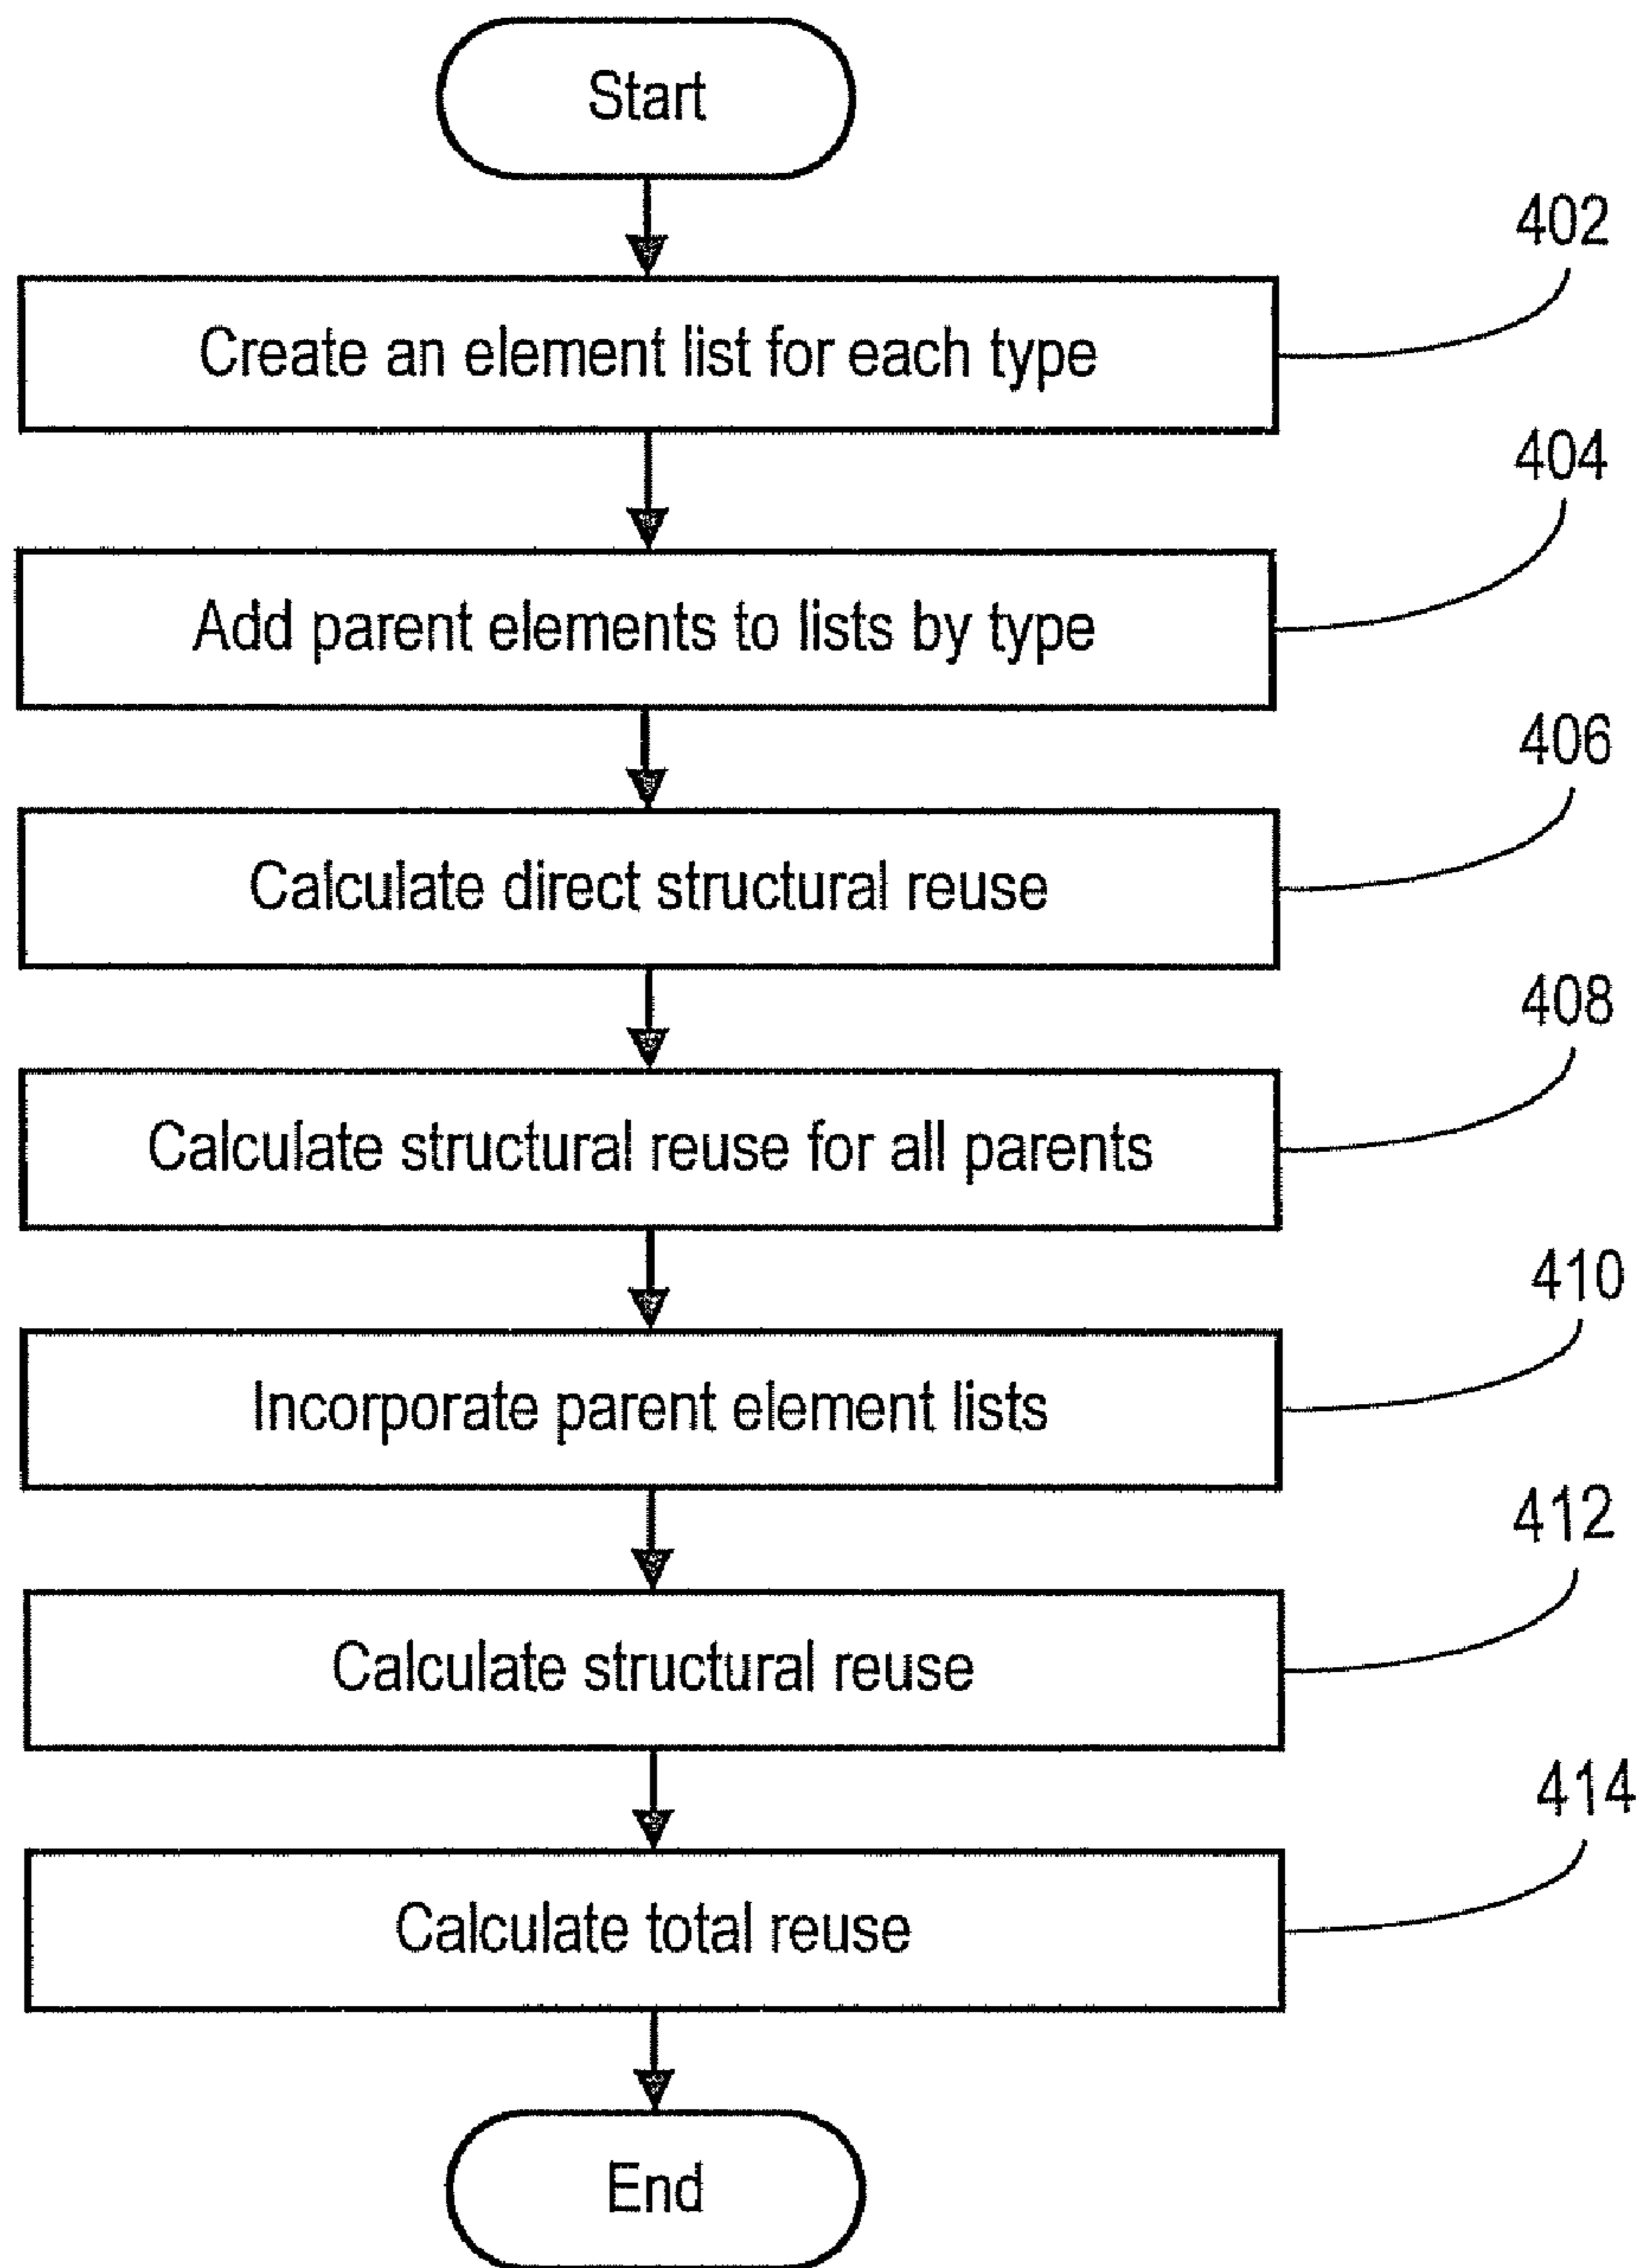 Start
402
Create an element list for each type
404
Add parent elements to lists by type
406
Calculate direct structural reuse
408
Calculate structural reuse for all parents
410
Incorporate parent element lists
412
Calculate structural reuse
414
Calculate total reuse
End